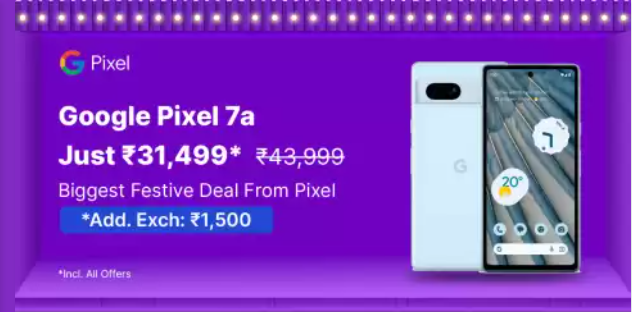 Pixel
Google Pixel 7a
Just ₹31,499* ₹43,999
Biggest Festive Deal From Pixel
*Add. Exch: ₹1,500
*Incl. All Offers
G
20°